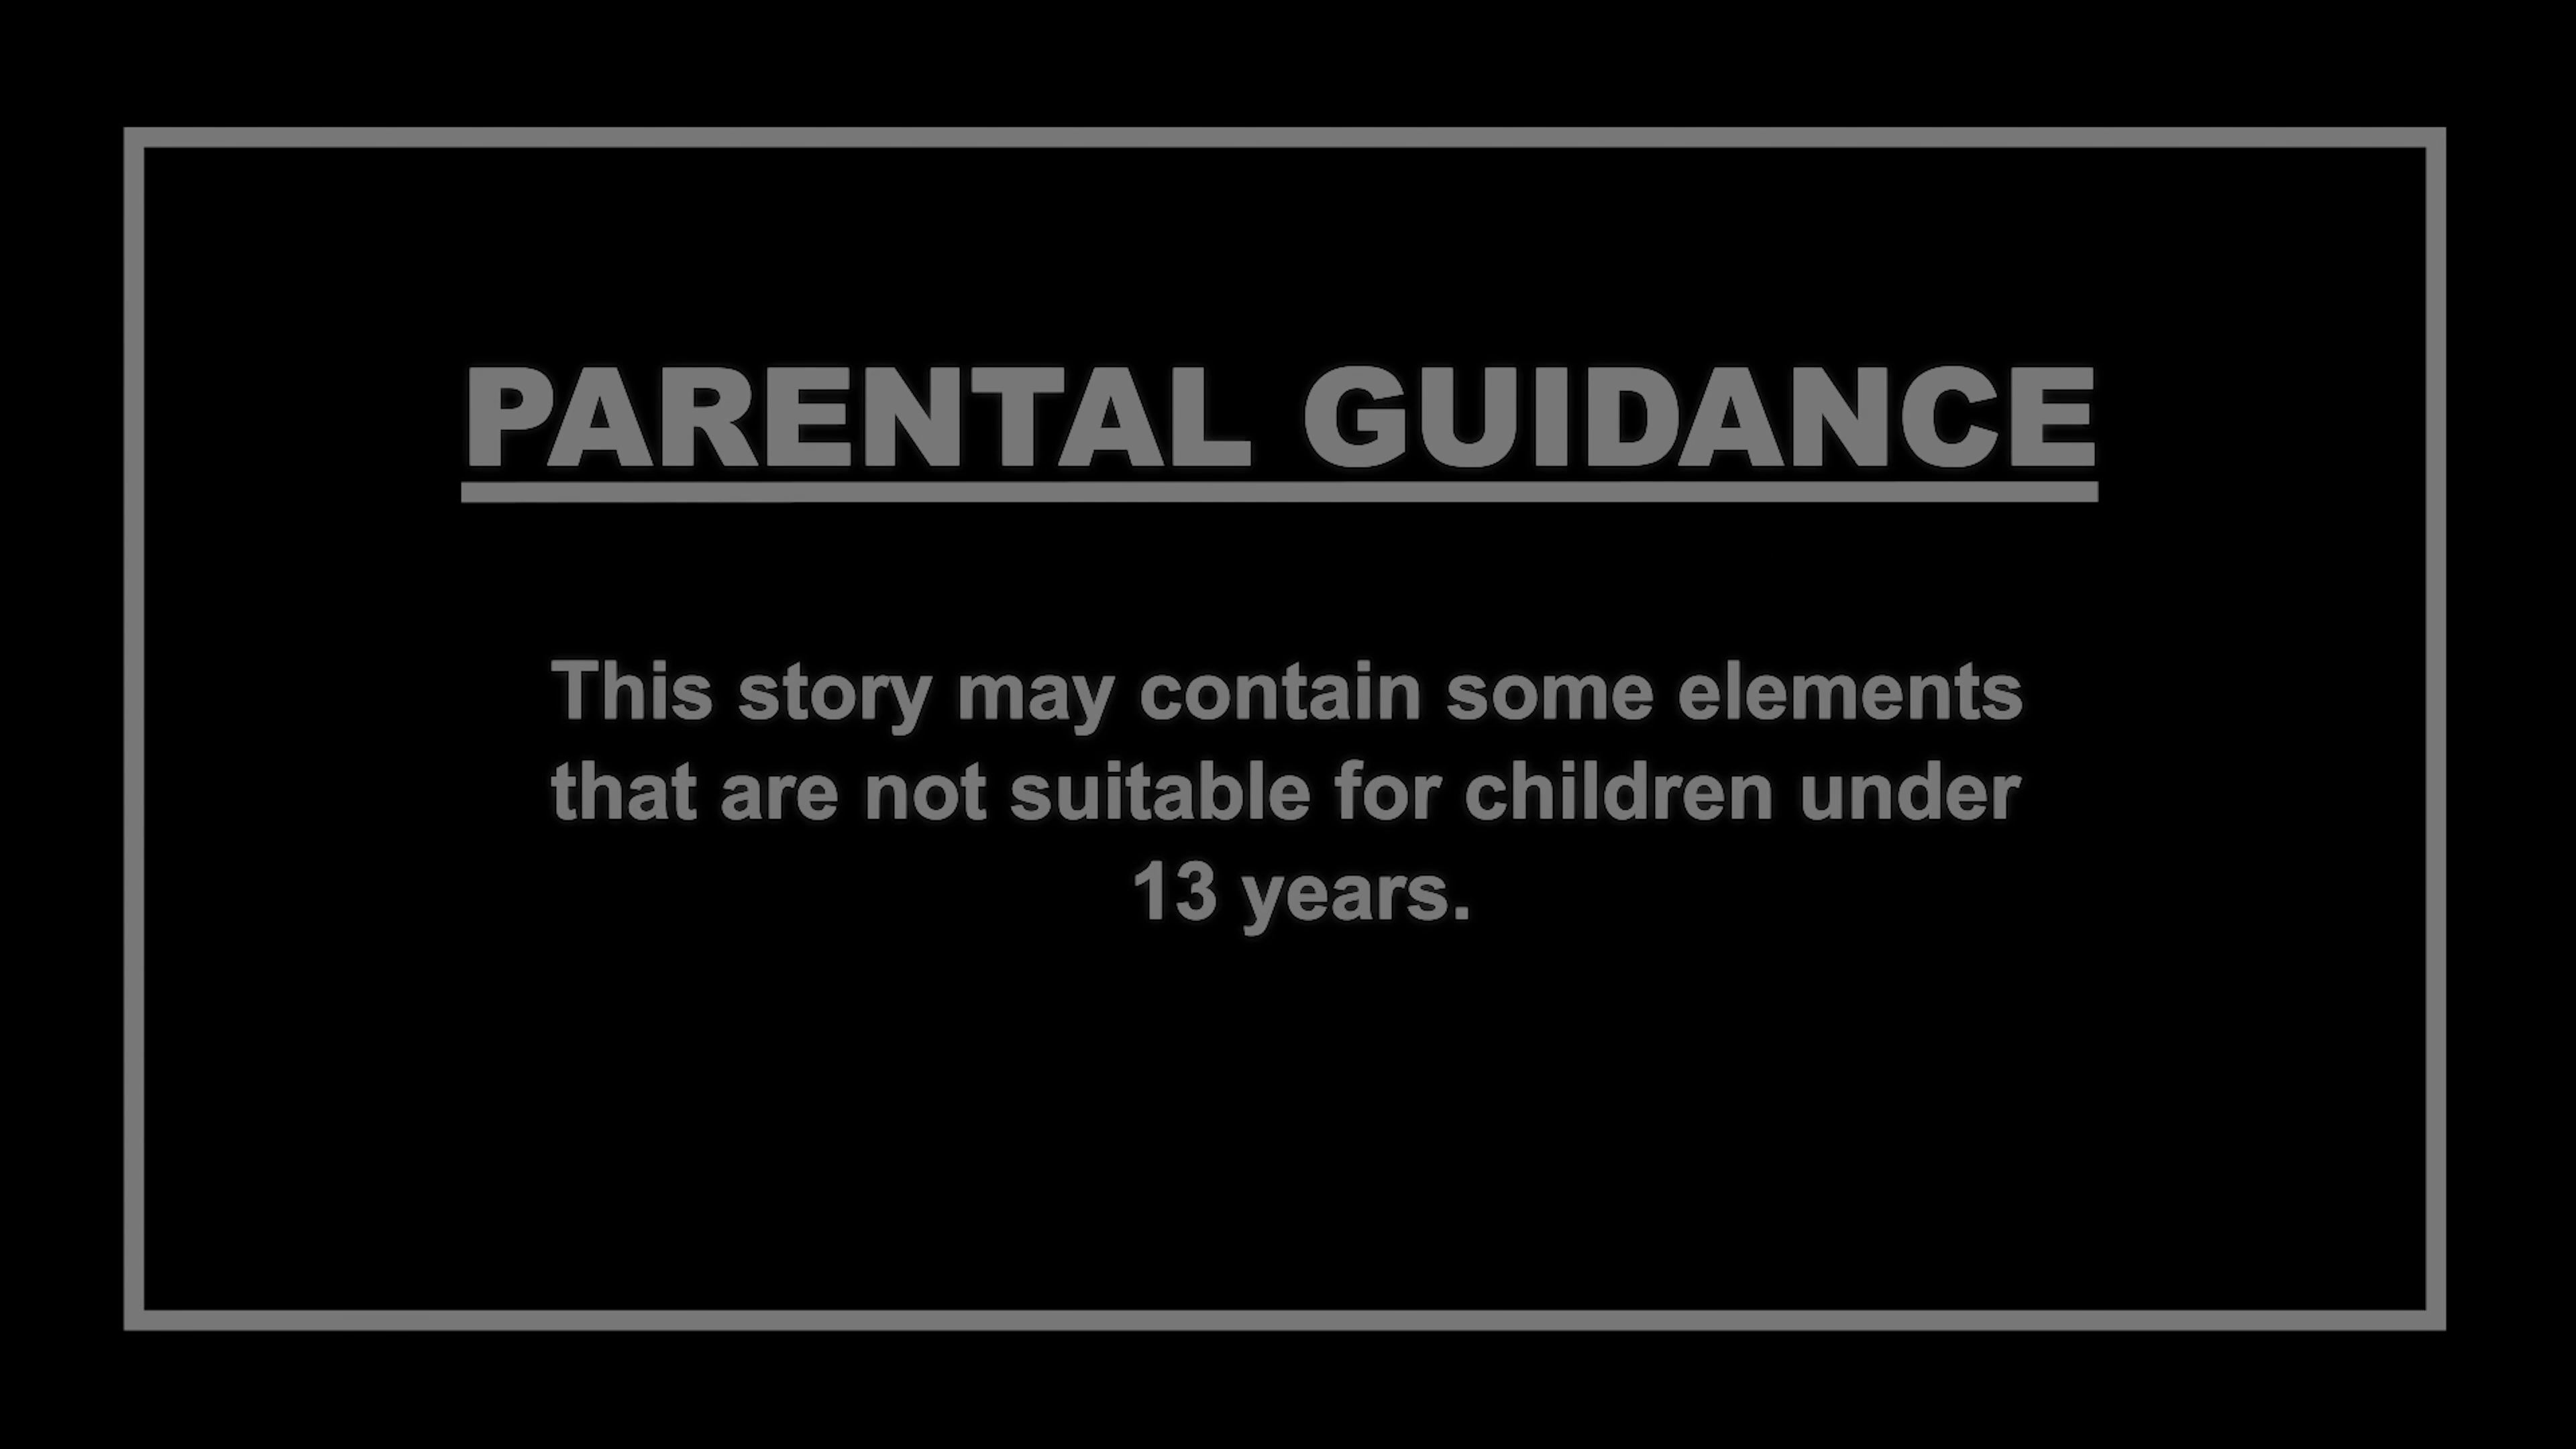 PARENTAL GUIDANCE
This story may contain some elements
that are not suitable for children under
13 years.